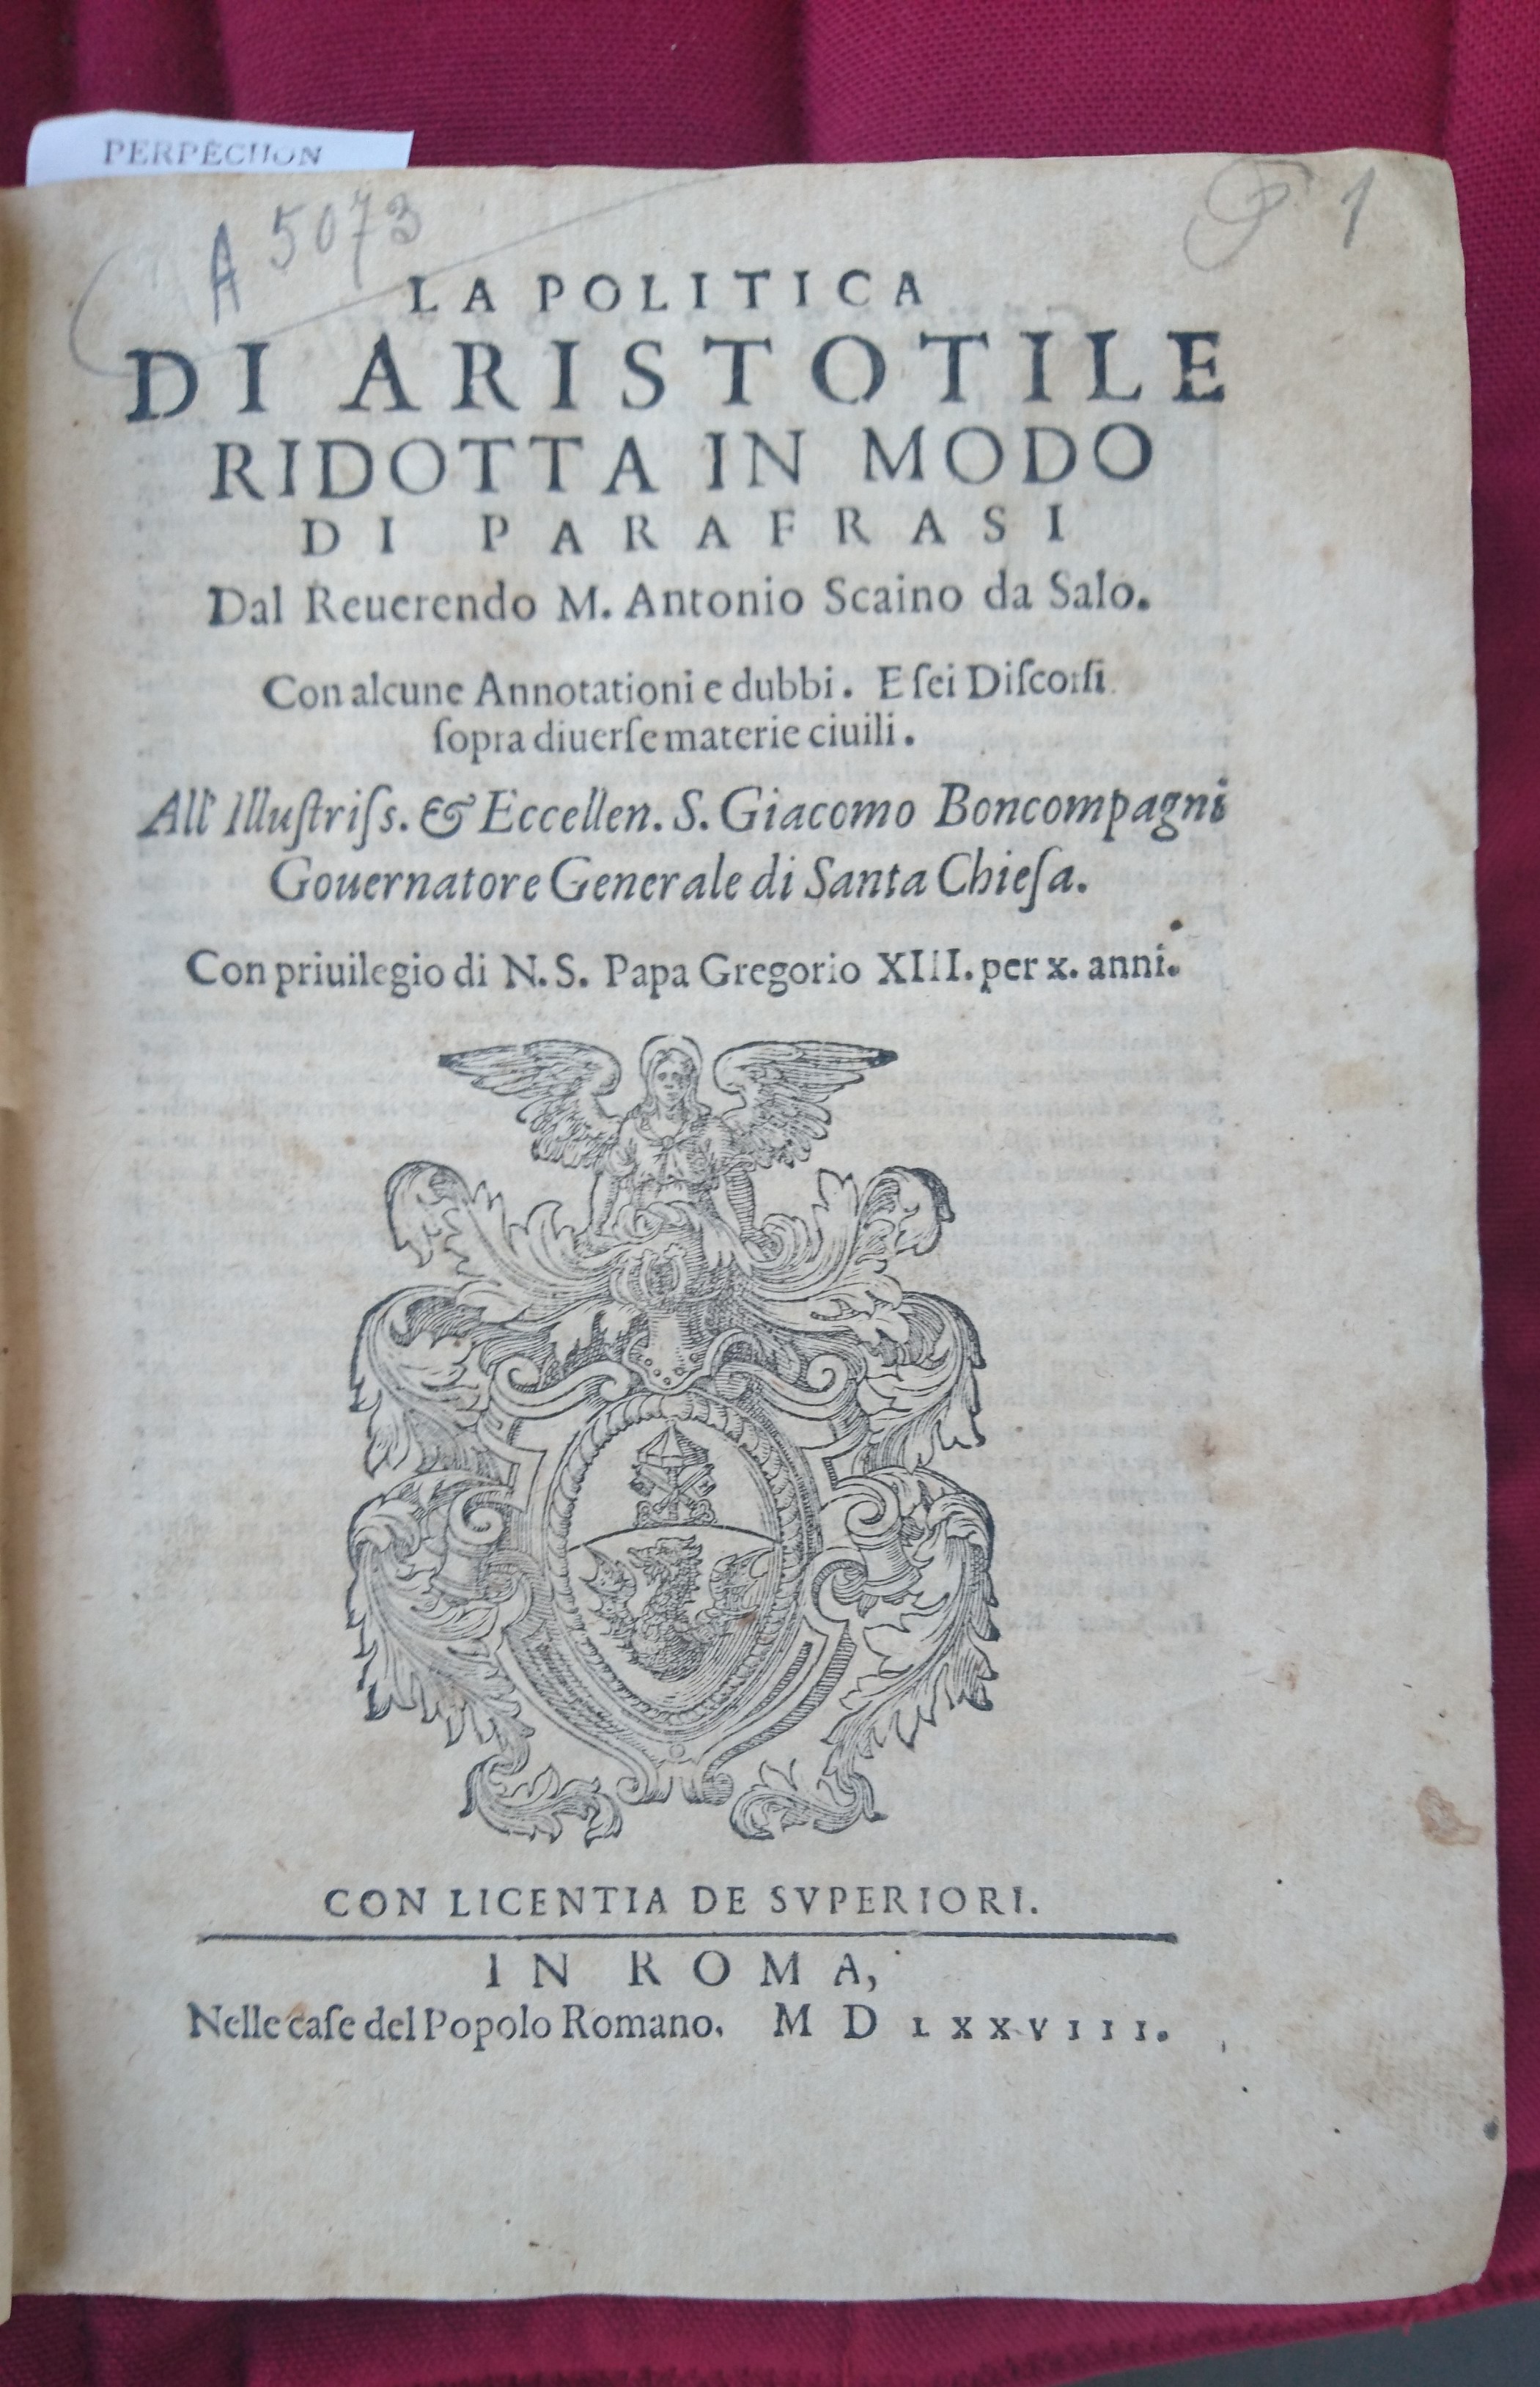 A 5073
1
LA POLITICA
DI ARISTOTILE
RIDOTTA IN MODO
DI PARAFRASI
Dal Reuerendo M. Antonio Scaino da Salo.
Con alcune Annotationi e dubbi. E ſei Diſcorſi
ſopra diuerſe materie ciuili.
All' Illuſtriſs. & Eccellen. S. Giacomo Boncompagni
Gouernatore Generale di Santa Chieſa.
Con priuilegio di N. S. Papa Gregorio XIII. per x. anni.
CON LICENTIA DE SVPERIORI.
IN ROMA,
Nelle caſe del Popolo Romano. M D LXXVIII.